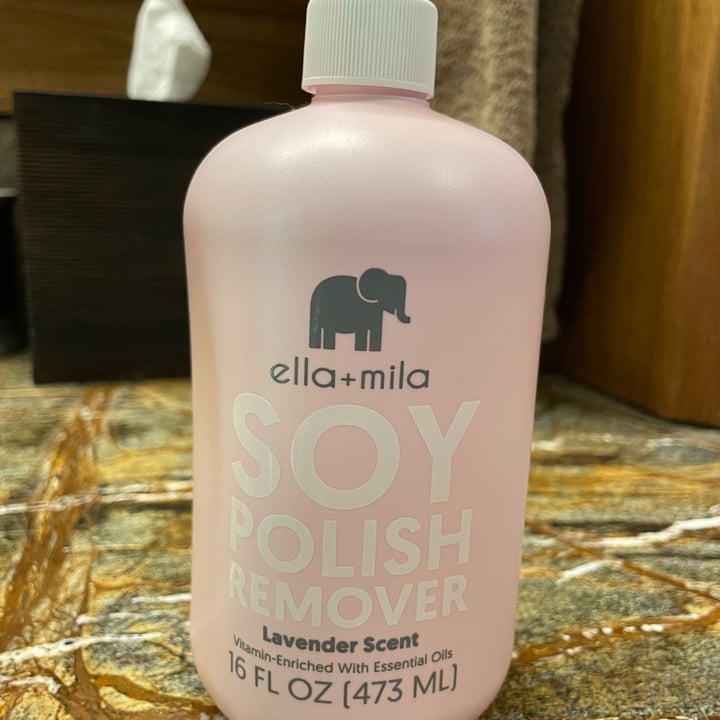 ella+mila
SOY
POLISH
REMOVER
Lavender Scent
Vitamin-Enriched With Essential Oils
16 FL OZ (473 ML)